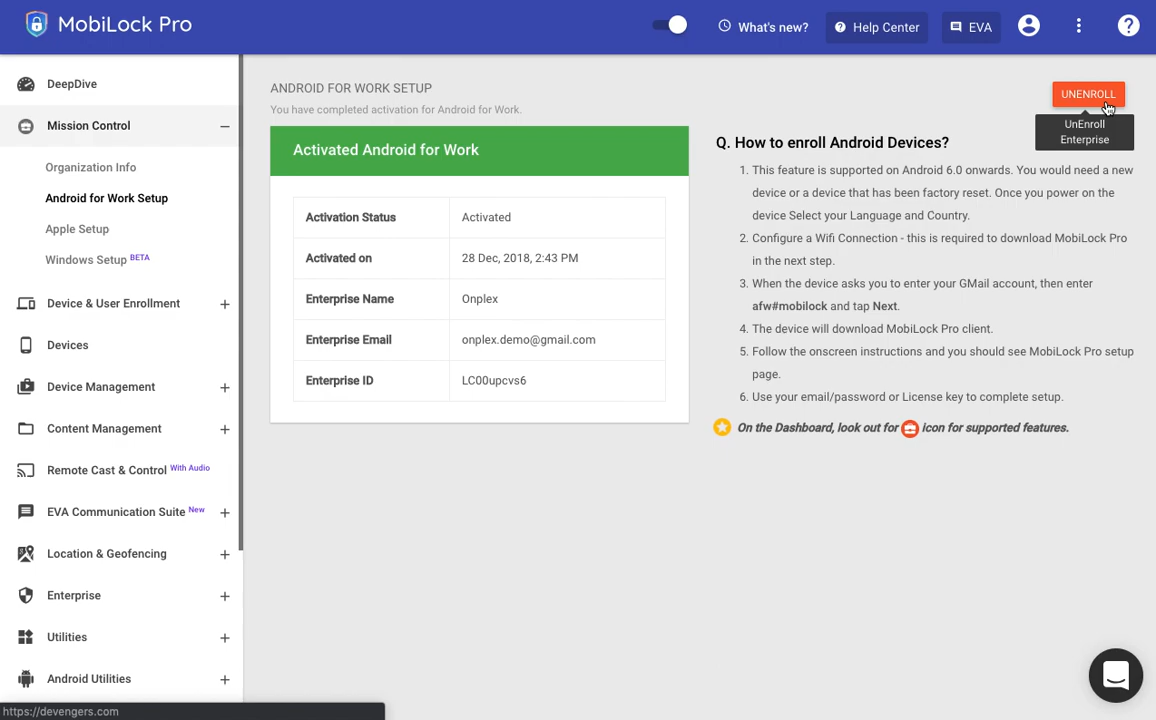 MobiLock Pro
What's new?
Help Center
EVA
DeepDive
Mission Control
Organization Info
Android for Work Setup
Apple Setup
Windows Setup BETA
Device & User Enrollment
Devices
Device Management
Content Management
Remote Cast & Control With Audio
EVA Communication Suite New
Location & Geofencing
Enterprise
Utilities
Android Utilities
https://devengers.com
ANDROID FOR WORK SETUP
You have completed activation for Android for Work.
UNENROLL
UnEnroll
Enterprise
Activated Android for Work
Activation Status Activated
Activated on 28 Dec, 2018, 2:43 PM
Enterprise Name Onplex
Enterprise Email onplex.demo@gmail.com
Enterprise ID LC00upcvs6
Q. How to enroll Android Devices?
1. This feature is supported on Android 6.0 onwards. You would need a new
device or a device that has been factory reset. Once you power on the
device Select your Language and Country.
2. Configure a Wifi Connection - this is required to download MobiLock Pro
in the next step.
3. When the device asks you to enter your GMail account, then enter
afw#mobilock and tap Next.
4. The device will download MobiLock Pro client.
5. Follow the onscreen instructions and you should see MobiLock Pro setup
page.
6. Use your email/password or License key to complete setup.
On the Dashboard, look out for icon for supported features.